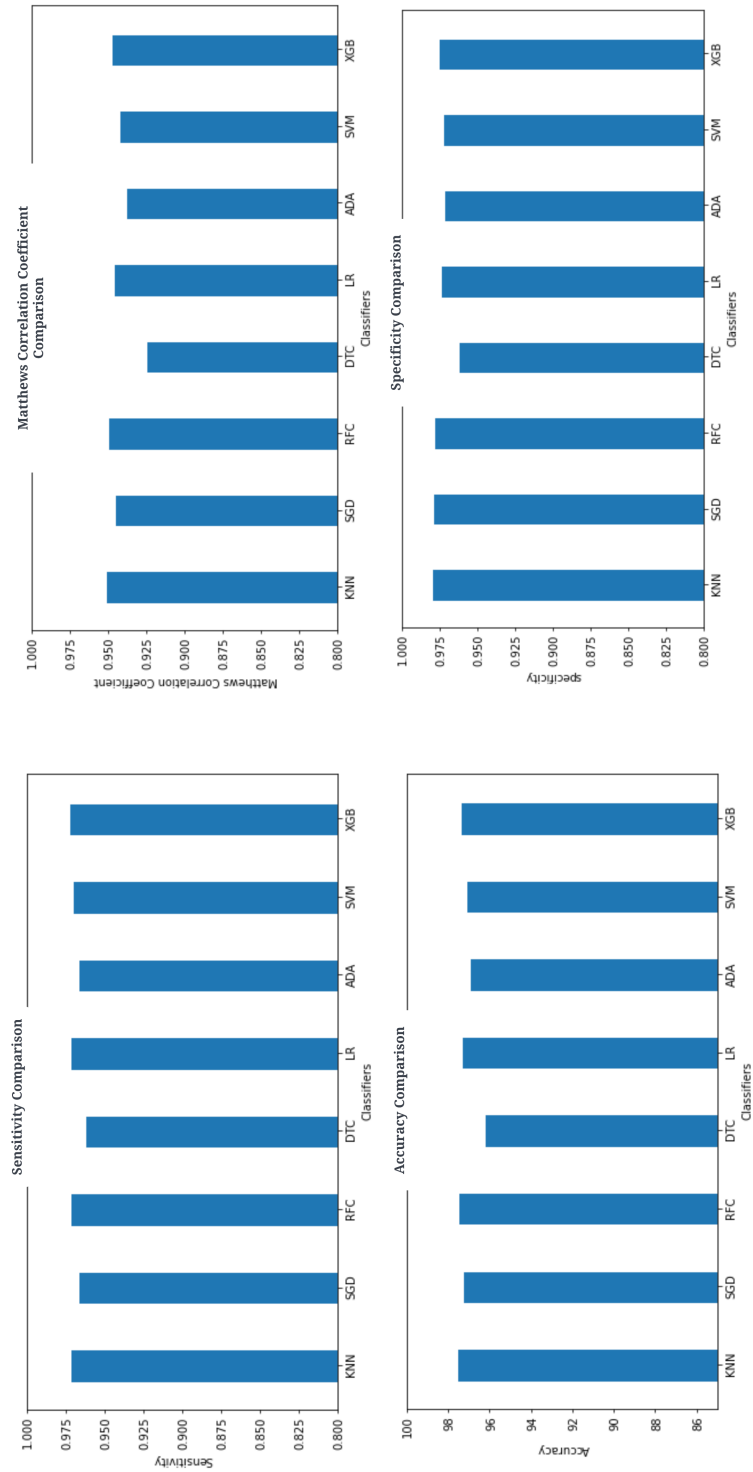 Sensitivity Comparison
1.000
0.975
0.950
0.925
0.900
0.875
0.850
0.825
0.800
Sensitivity
KNN SGD RFC DTC LR ADA SVM XGB
Classifiers
Matthews Correlation Coefficient
Comparison
1.000
0.975
0.950
0.925
0.900
0.875
0.850
0.825
0.800
Matthews Correlation Coefficient
KNN SGD RFC DTC LR ADA SVM XGB
Classifiers
Accuracy Comparison
100
98
96
94
92
90
88
86
Accuracy
KNN SGD RFC DTC LR ADA SVM XGB
Classifiers
Specificity Comparison
1.000
0.975
0.950
0.925
0.900
0.875
0.850
0.825
0.800
specificity
KNN SGD RFC DTC LR ADA SVM XGB
Classifiers